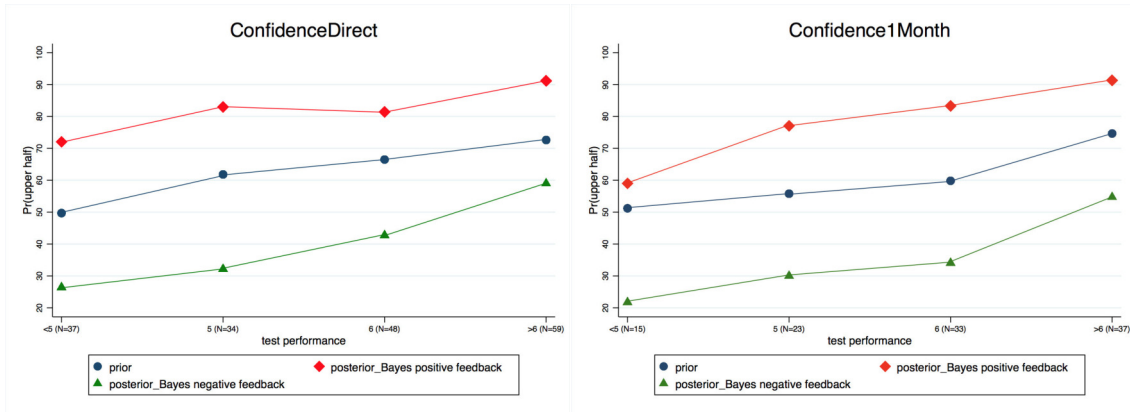 ConfidenceDirect
Pr(upper half)
100
90
80
70
60
50
40
30
20
<5 (N=37) 5 (N=34) 6 (N=48) >6 (N=59)
test performance
prior posterior_Bayes positive feedback
posterior_Bayes negative feedback
Confidence1Month
Pr(upper half)
100
90
80
70
60
50
40
30
20
<5 (N=15) 5 (N=23) 6 (N=33) >6 (N=37)
test performance
prior posterior_Bayes positive feedback
posterior_Bayes negative feedback